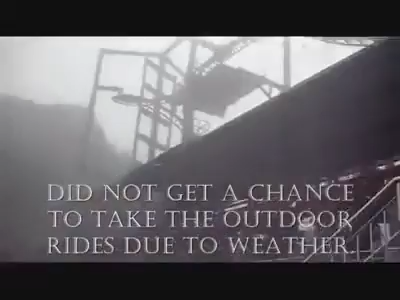 DID NOT GET A CHANCE
TO TAKE THE OUTDOOR
RIDES DUE TO WEATHER.